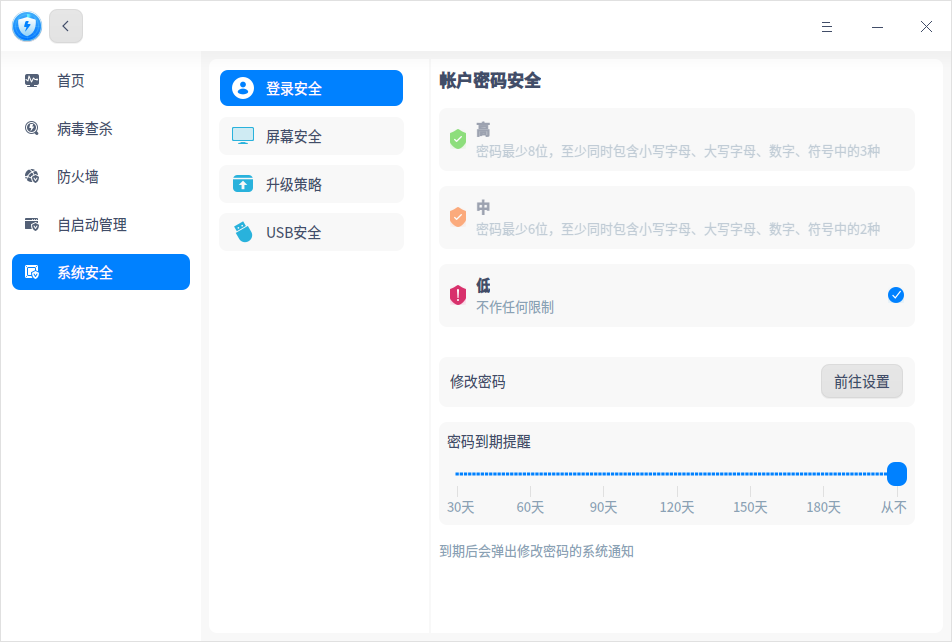 首页
病毒查杀
防火墙
自启动管理
系统安全
登录安全
屏幕安全
升级策略
USB安全
帐户密码安全
高
密码最少8位，至少同时包含小写字母、大写字母、数字、符号中的3种
中
密码最少6位，至少同时包含小写字母、大写字母、数字、符号中的2种
低
不作任何限制
修改密码
前往设置
密码到期提醒
30天 60天 90天 120天 150天 180天 从不
到期后会弹出修改密码的系统通知